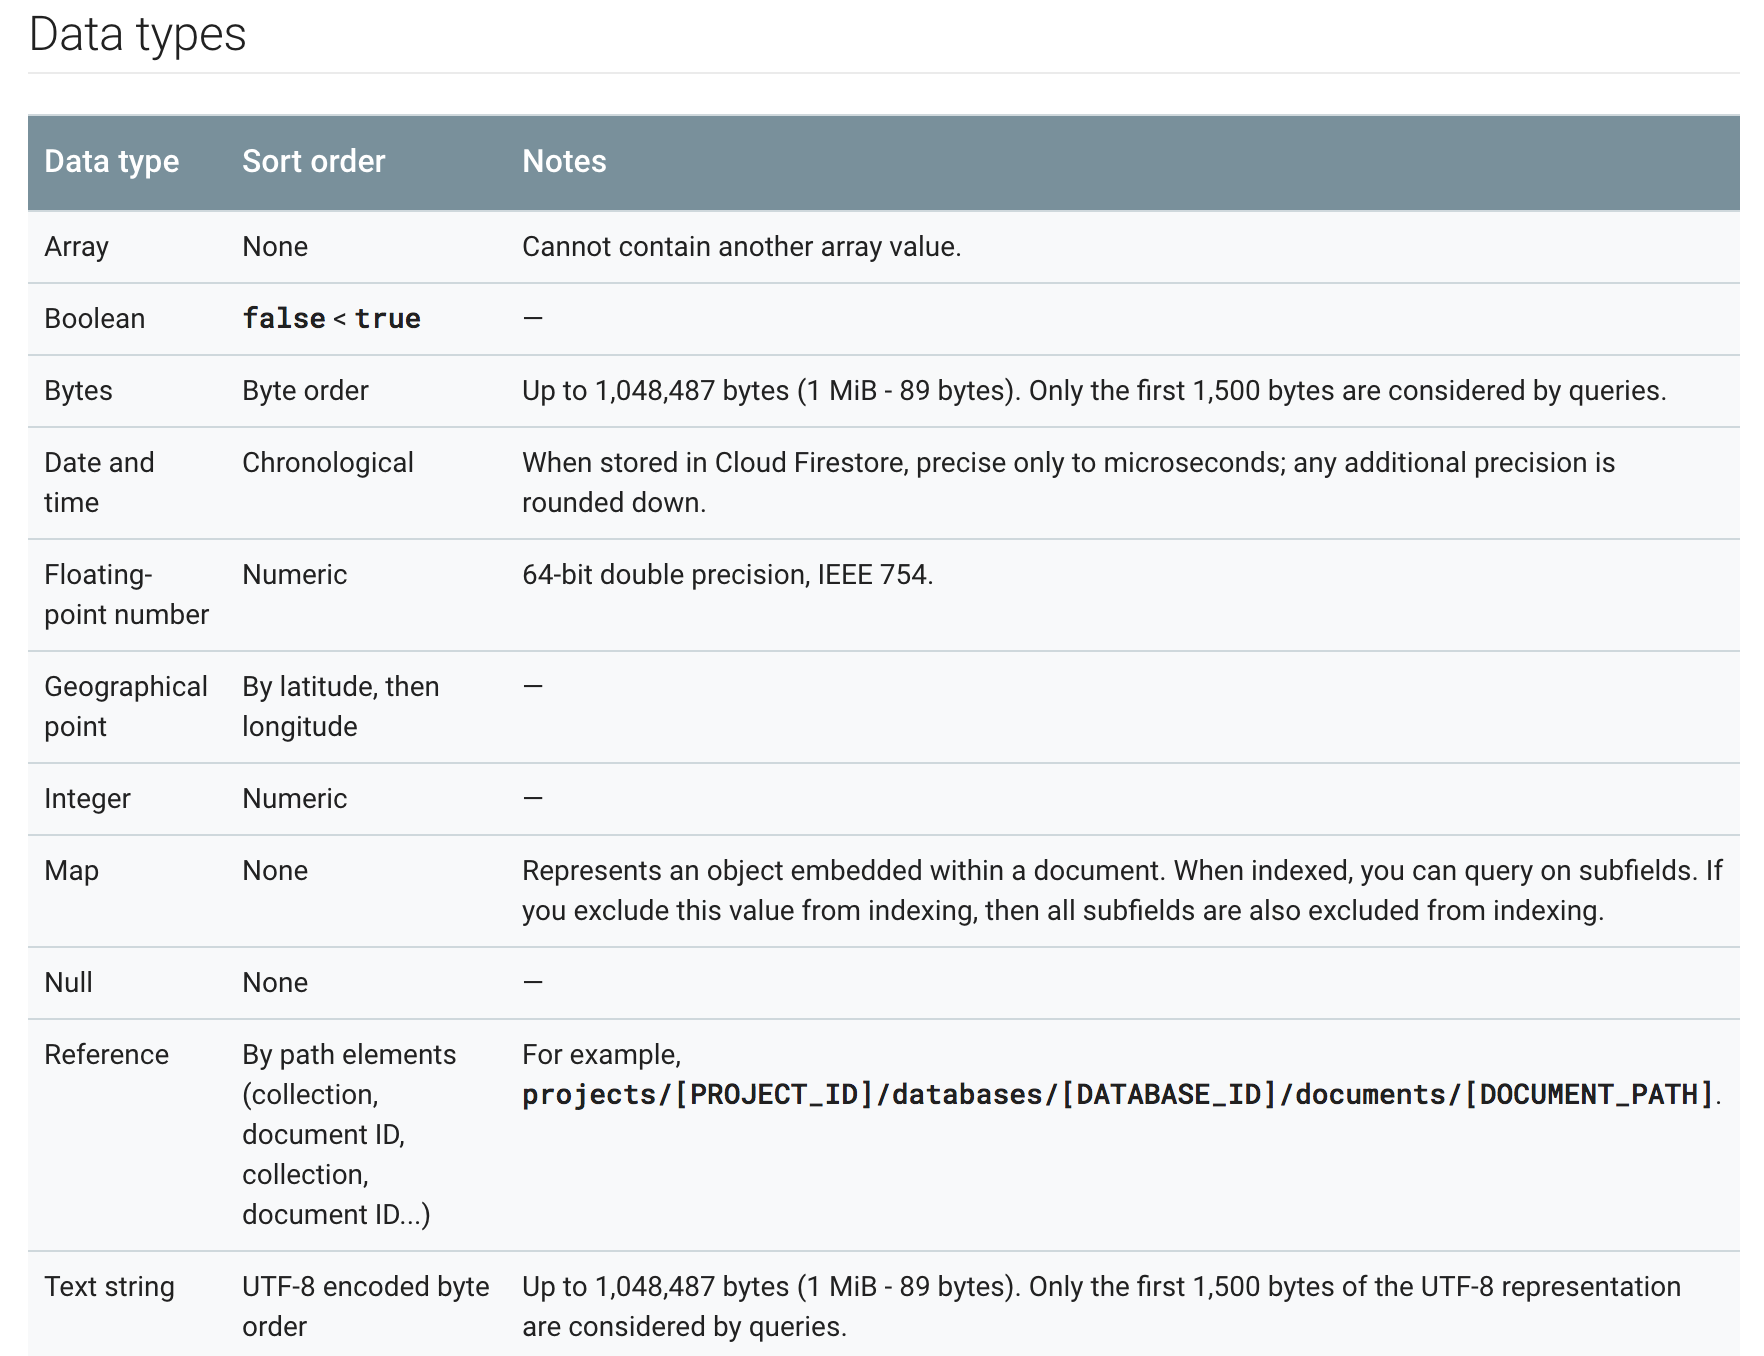 Data types
Data type Sort order Notes
Array None Cannot contain another array value.
Boolean false < true —
Bytes Byte order Up to 1,048,487 bytes (1 MiB - 89 bytes). Only the first 1,500 bytes are considered by queries.
Date and time Chronological When stored in Cloud Firestore, precise only to microseconds; any additional precision is
rounded down.
Floating-
point number Numeric 64-bit double precision, IEEE 754.
Geographical
point By latitude, then
longitude —
Integer Numeric —
Map None Represents an object embedded within a document. When indexed, you can query on subfields. If
you exclude this value from indexing, then all subfields are also excluded from indexing.
Null None —
Reference By path elements
(collection,
document ID,
collection,
document ID...) For example,
projects/[PROJECT_ID]/databases/[DATABASE_ID]/documents/[DOCUMENT_PATH].
Text string UTF-8 encoded byte
order Up to 1,048,487 bytes (1 MiB - 89 bytes). Only the first 1,500 bytes of the UTF-8 representation
are considered by queries.